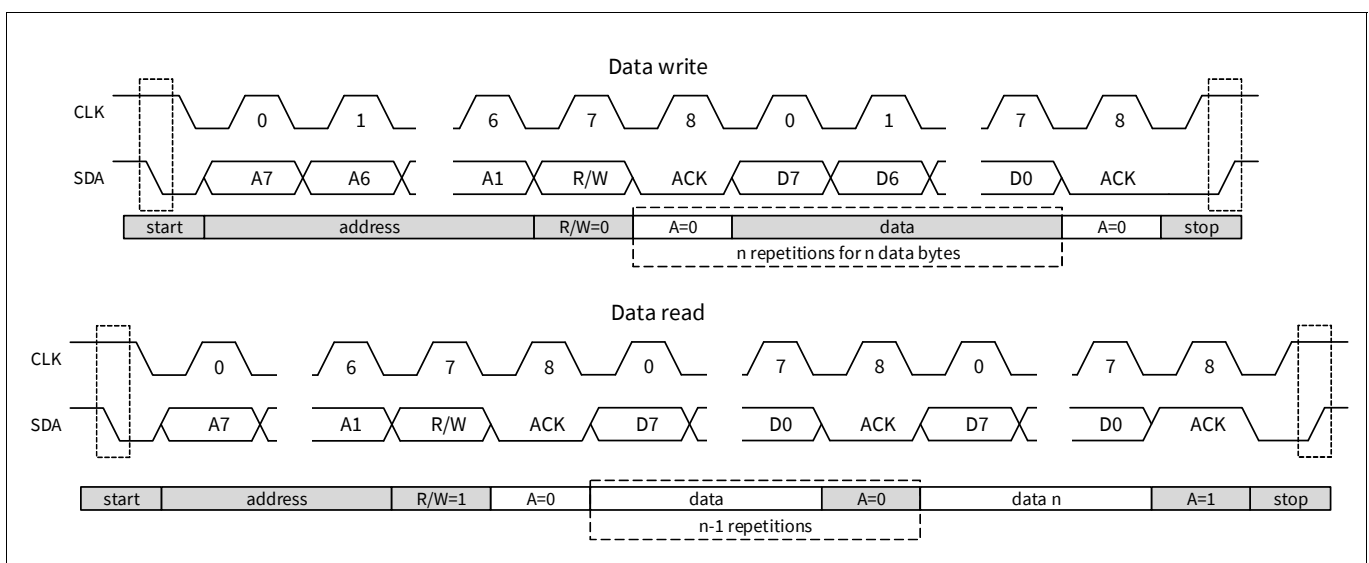 Data write
CLK 0 1 6 7 8 0 1 7 8
SDA A7 A6 A1 R/W ACK D7 D6 D0 ACK
start address R/W=0 A=0 data A=0 stop
n repetitions for n data bytes
Data read
CLK 0 6 7 8 0 7 8 0 7 8
SDA A7 A1 R/W ACK D7 D0 ACK D7 D0 ACK
start address R/W=1 A=0 data A=0 data n A=1 stop
n-1 repetitions